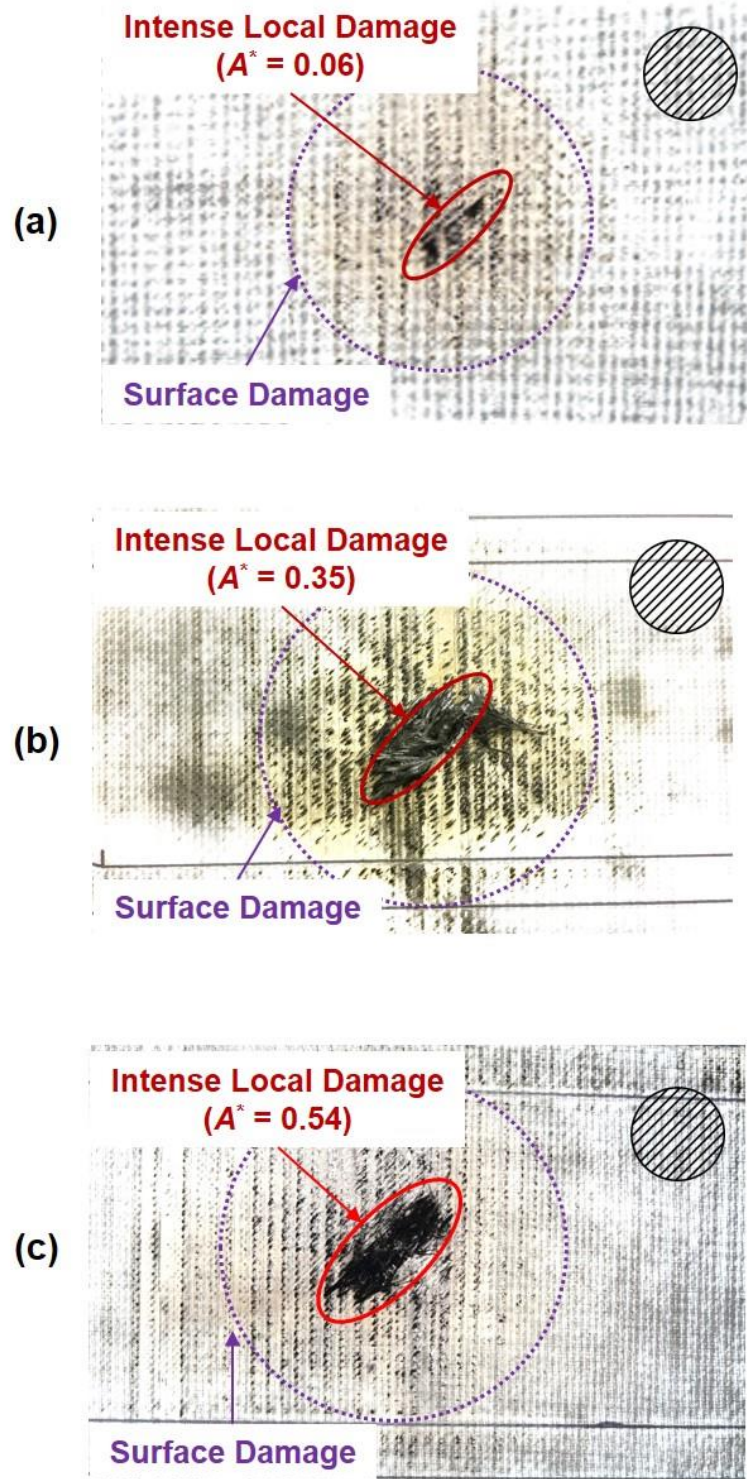 Intense Local Damage
(A* = 0.06)
(a)
Surface Damage
Intense Local Damage
(A* = 0.35)
(b)
Surface Damage
Intense Local Damage
(A* = 0.54)
(c)
Surface Damage